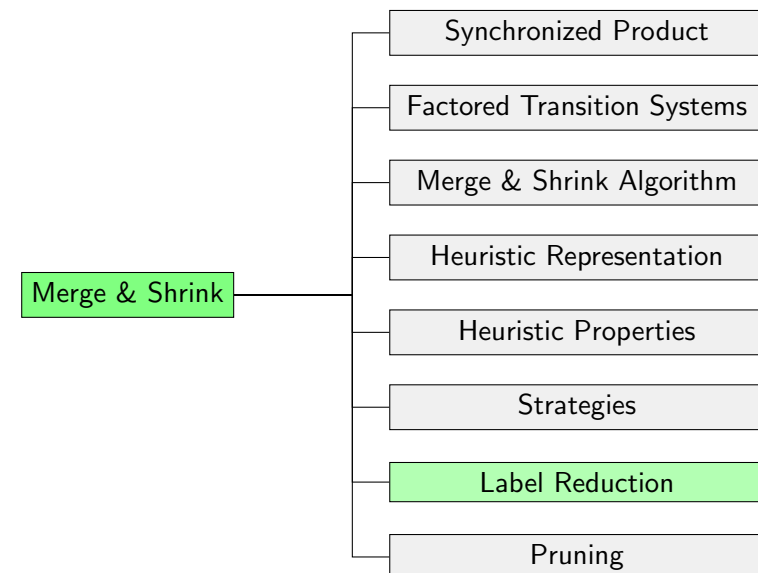 Synchronized Product
Factored Transition Systems
Merge & Shrink Algorithm
Heuristic Representation
Merge & Shrink
Heuristic Properties
Strategies
Label Reduction
Pruning